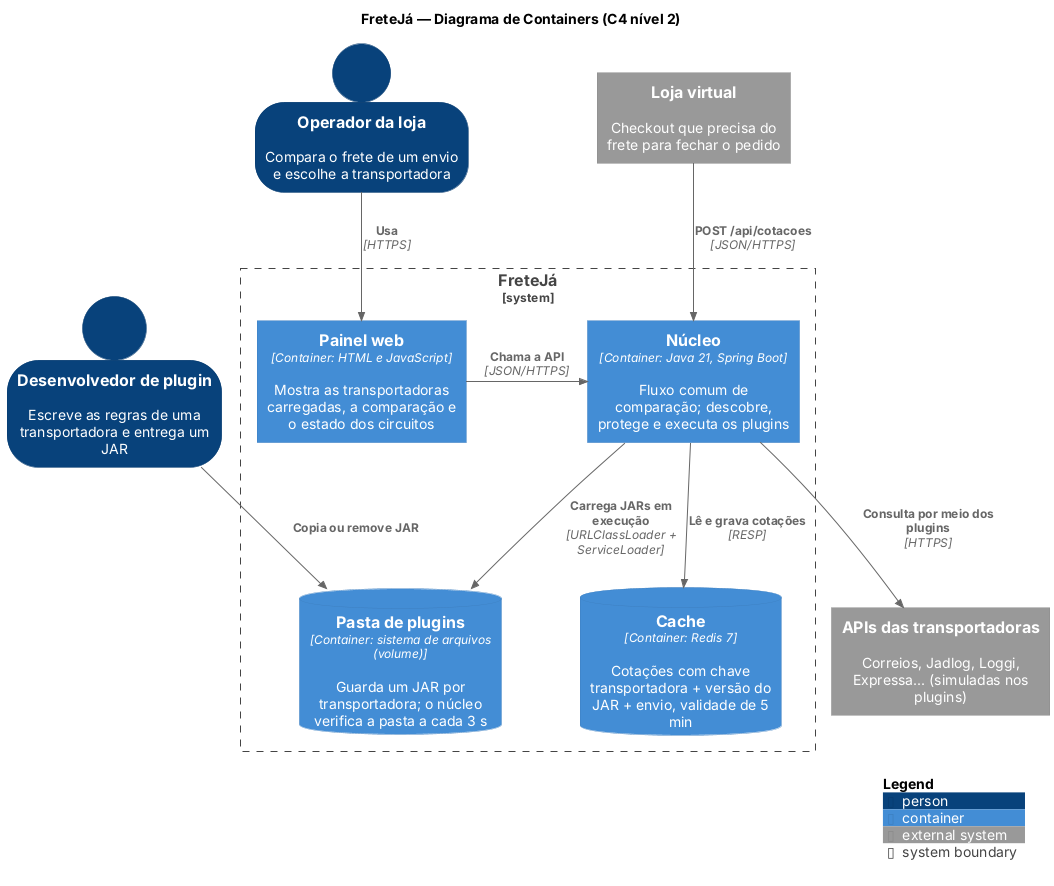 FreteJá — Diagrama de Containers (C4 nível 2)
Operador da loja
Compara o frete de um envio
e escolhe a transportadora
Loja virtual
Checkout que precisa do
frete para fechar o pedido
Usa
[HTTPS]
POST /api/cotacoes
[JSON/HTTPS]
FreteJá
[system]
Desenvolvedor de plugin
Escreve as regras de uma
transportadora e entrega um
JAR
Painel web
[Container: HTML e JavaScript]
Mostra as transportadoras
carregadas, a comparação e
o estado dos circuitos
Chama a API
[JSON/HTTPS]
Núcleo
[Container: Java 21, Spring Boot]
Fluxo comum de
comparação; descobre,
protege e executa os plugins
Copia ou remove JAR
Carrega JARs em
execução
[URLClassLoader +
ServiceLoader]
Lê e grava cotações
[RESP]
Consulta por meio dos
plugins
[HTTPS]
Pasta de plugins
[Container: sistema de arquivos
(volume)]
Guarda um JAR por
transportadora; o núcleo
verifica a pasta a cada 3 s
Cache
[Container: Redis 7]
Cotações com chave
transportadora + versão do
JAR + envio, validade de 5
min
APIs das transportadoras
Correios, Jadlog, Loggi,
Expressa... (simuladas nos
plugins)
Legend
person
container
external system
system boundary